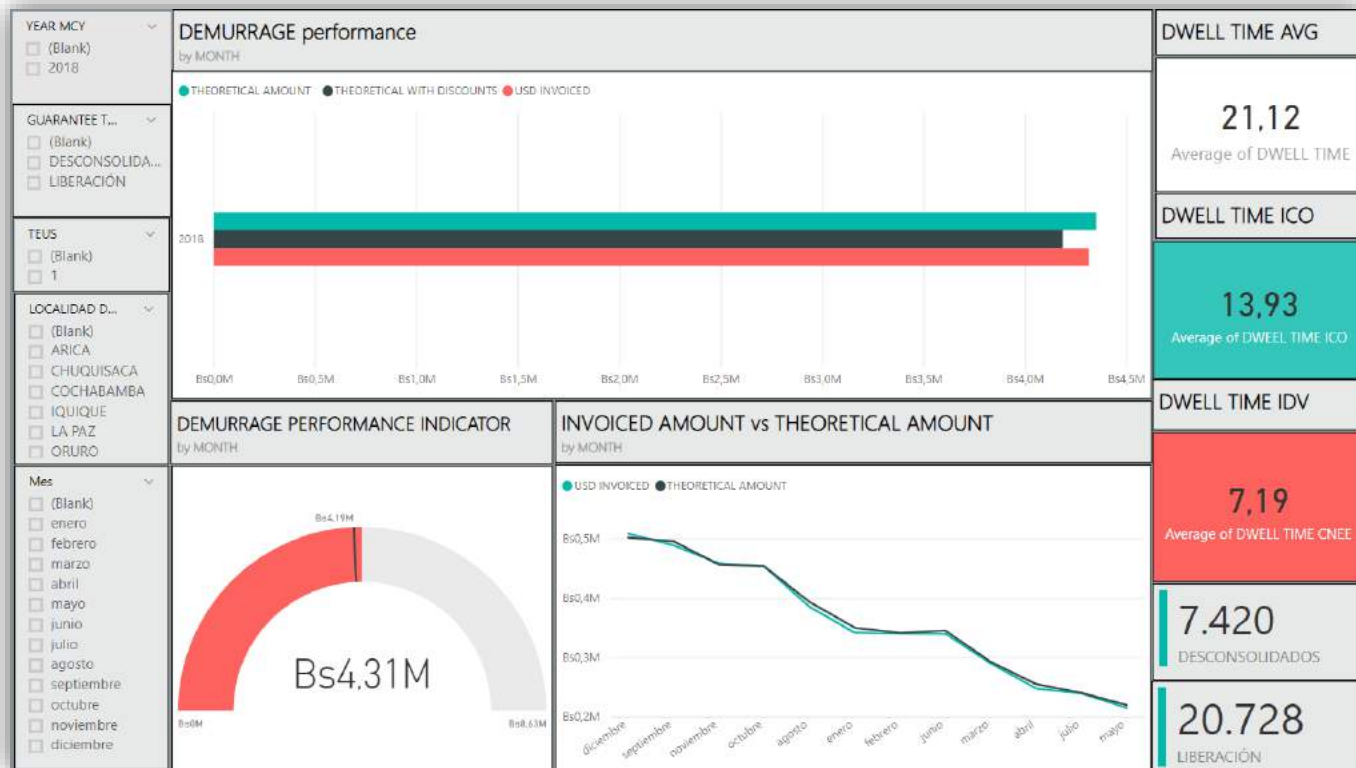 YEAR MCY
(Blank)
2018
GUARANTEE T...
(Blank)
DESCONSOLIDA...
LIBERACIÓN
TEUS
(Blank)
1
LOCALIDAD D...
(Blank)
ARICA
CHUQUISACA
COCHABAMBA
IQUIQUE
LA PAZ
ORURO
Mes
(Blank)
enero
febrero
marzo
abril
mayo
junio
julio
agosto
septiembre
octubre
noviembre
diciembre
DEMURRAGE performance
by MONTH
THEORETICAL AMOUNT THEORETICAL WITH DISCOUNTS USD INVOICED
2018
Bs0,0M Bs0,5M Bs1,0M Bs1,5M Bs2,0M Bs2,5M Bs3,0M Bs3,5M Bs4,0M Bs4,5M
DEMURRAGE PERFORMANCE INDICATOR
by MONTH
Bs4,19M
Bs4,31M
Bs0M Bs8,63M
INVOICED AMOUNT vs THEORETICAL AMOUNT
by MONTH
USD INVOICED THEORETICAL AMOUNT
Bs0,5M
Bs0,4M
Bs0,3M
Bs0,2M
diciembre septiembre noviembre octubre agosto enero febrero junio marzo abril julio mayo
DWELL TIME AVG
21,12
Average of DWELL TIME
DWELL TIME ICO
13,93
Average of DWEEL TIME ICO
DWELL TIME IDV
7,19
Average of DWELL TIME CNEE
7.420
DESCONSOLIDADOS
20.728
LIBERACIÓN